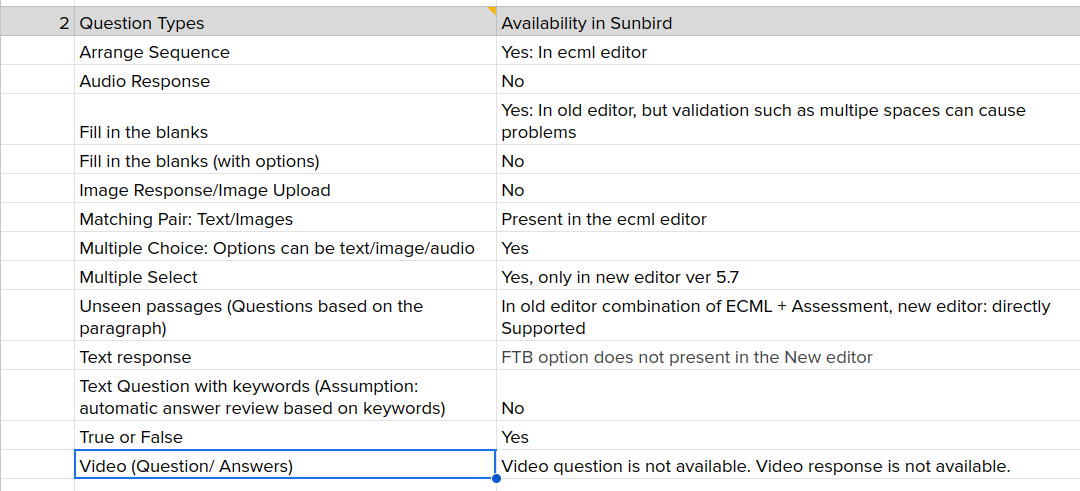 2 Question Types Availability in Sunbird
Arrange Sequence Yes: In ecml editor
Audio Response No
Yes: In old editor, but validation such as multipe spaces can cause
Fill in the blanks problems
Fill in the blanks (with options) No
Image Response/Image Upload No
Matching Pair: Text/Images Present in the ecml editor
Multiple Choice: Options can be text/image/audio Yes
Multiple Select Yes, only in new editor ver 5.7
Unseen passages (Questions based on the In old editor combination of ECML + Assessment, new editor: directly
paragraph) Supported
Text response FTB option does not present in the New editor
Text Question with keywords (Assumption:
automatic answer review based on keywords) No
True or False Yes
Video (Question/ Answers) Video question is not available. Video response is not available.